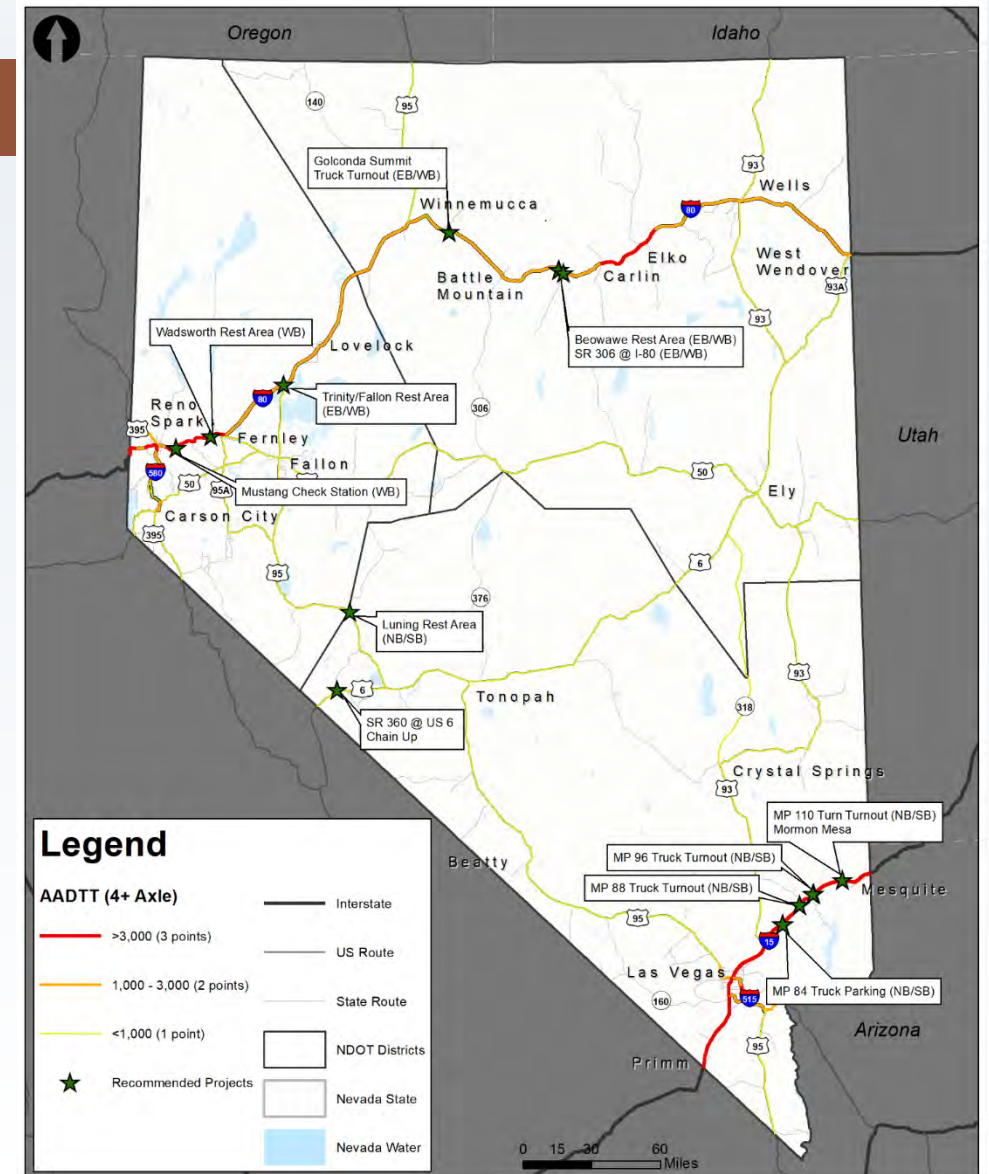 Oregon
Idaho
140
95
93
Golconda Summit
Truck Turnout (EB/WB)
Wells
Winnemucca
80
Elko
West
Wendover
Carlin
Battle
Mountain
93A
93
Wadsworth Rest Area (WB)
Beowawe Rest Area (EB/WB)
SR 306 @ I-80 (EB/WB)
Lovelock
Trinity/Fallon Rest Area
(EB/WB)
80
Reno
Spark
306
395
Fernley
Utah
Fallon
580
50
95A
50
Ely
Mustang Check Station (WB)
Carson City
395
6
95
376
Luning Rest Area
(NB/SB)
6
Tonopah
93
318
SR 360 @ US 6
Chain Up
Crystal Springs
93
MP 110 Turn Turnout (NB/SB)
Mormon Mesa
MP 96 Truck Turnout (NB/SB)
Beatty
MP 88 Truck Turnout (NB/SB)
Mesquite
95
15
Las Vegas
MP 84 Truck Parking (NB/SB)
160
515
Arizona
95
Primm
Legend
AADTT (4+ Axle)
>3,000 (3 points)
1,000 - 3,000 (2 points)
<1,000 (1 point)
Recommended Projects
Interstate
US Route
State Route
NDOT Districts
Nevada State
Nevada Water
0 15 30 60
Miles